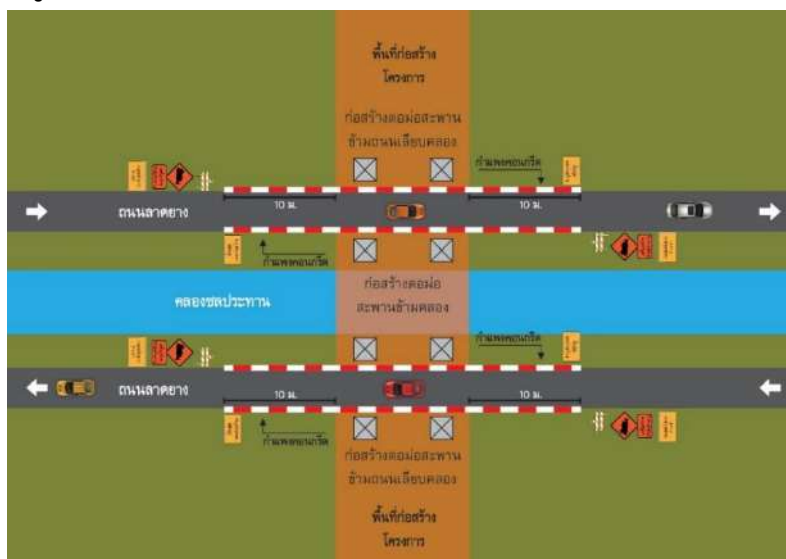 พื้นที่ก่อสร้าง
โครงการ
ก่อสร้างตอม่อสะพาน
ข้ามถนนเลียบคลอง
กำแพงคอนกรีต
10 ม.
10 ม.
ถนนลาดยาง
กำแพงคอนกรีต
คลองชลประทาน
ก่อสร้างตอม่อ
สะพานข้ามคลอง
กำแพงคอนกรีต
ถนนลาดยาง
10 ม.
10 ม.
กำแพงคอนกรีต
ก่อสร้างตอม่อสะพาน
ข้ามถนนเลียบคลอง
พื้นที่ก่อสร้าง
โครงการ